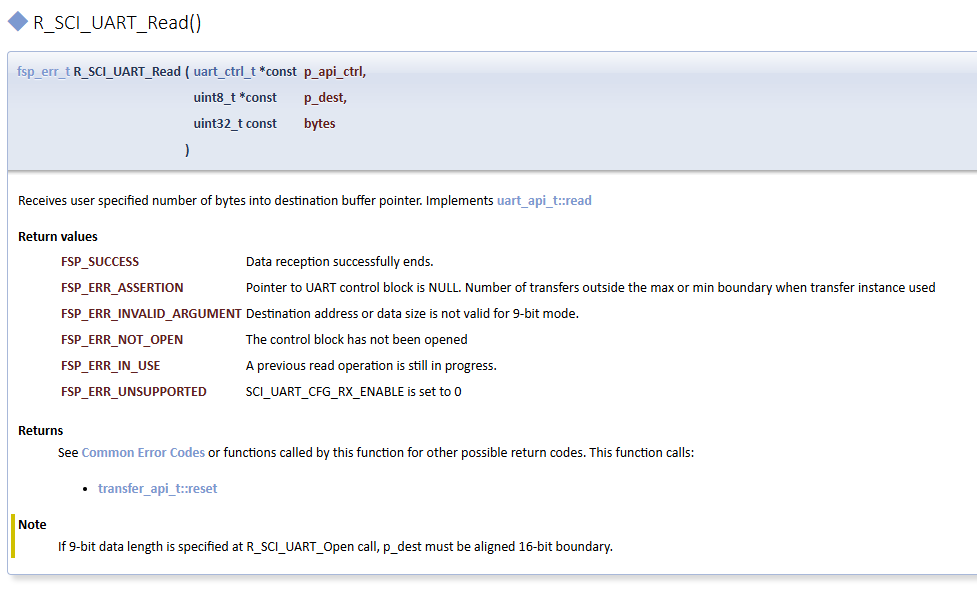 R_SCI_UART_Read()
fsp_err_t R_SCI_UART_Read ( uart_ctrl_t *const p_api_ctrl,
uint8_t *const p_dest,
uint32_t const bytes
)
Receives user specified number of bytes into destination buffer pointer. Implements uart_api_t::read
Return values
FSP_SUCCESS Data reception successfully ends.
FSP_ERR_ASSERTION Pointer to UART control block is NULL. Number of transfers outside the max or min boundary when transfer instance used
FSP_ERR_INVALID_ARGUMENT Destination address or data size is not valid for 9-bit mode.
FSP_ERR_NOT_OPEN The control block has not been opened
FSP_ERR_IN_USE A previous read operation is still in progress.
FSP_ERR_UNSUPPORTED SCI_UART_CFG_RX_ENABLE is set to 0
Returns
See Common Error Codes or functions called by this function for other possible return codes. This function calls:
• transfer_api_t::reset
Note
If 9-bit data length is specified at R_SCI_UART_Open call, p_dest must be aligned 16-bit boundary.